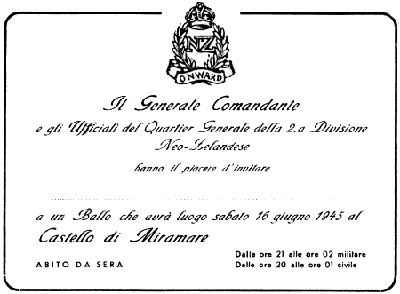 NZ
ONWARD
Il Generale Comandante
e gli Ufficiali del Quartier Generale della 2.a Divisione
Neo-Zelandese
hanno il piacere d'invitare
a un Ballo che avrà luogo sabato 16 giugno 1945 al
Castello di Miramare
Dalle ore 21 alle ore 02 militare
ABITO DA SERA
Dalle ore 20 alle ore 01 civile